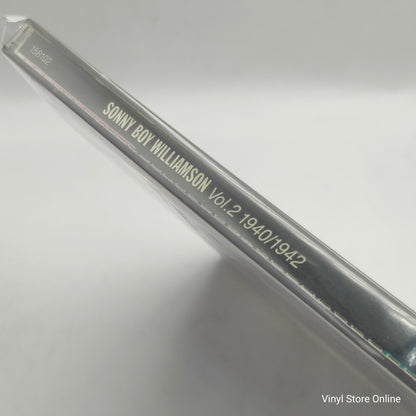 158102
SONNY BOY WILLIAMSON Vol.2 1940/1942
Vinyl Store Online